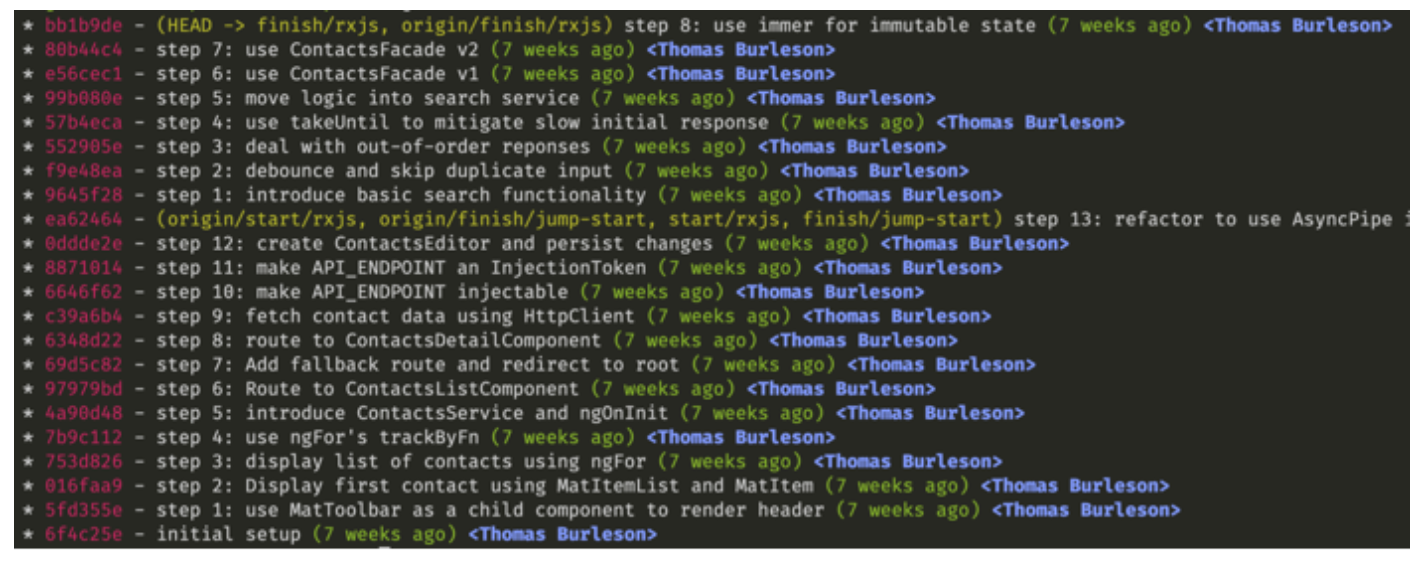 * bb1b9de - (HEAD -> finish/rxjs, origin/finish/rxjs) step 8: use immer for immutable state (7 weeks ago) <Thomas Burleson>
* 80b44c4 - step 7: use ContactsFacade v2 (7 weeks ago) <Thomas Burleson>
* e56cec1 - step 6: use ContactsFacade v1 (7 weeks ago) <Thomas Burleson>
* 99b080e - step 5: move logic into search service (7 weeks ago) <Thomas Burleson>
* 57b4eca - step 4: use takeUntil to mitigate slow initial response (7 weeks ago) <Thomas Burleson>
* 552905e - step 3: deal with out-of-order reponses (7 weeks ago) <Thomas Burleson>
* f9e48ea - step 2: debounce and skip duplicate input (7 weeks ago) <Thomas Burleson>
* 9645f28 - step 1: introduce basic search functionality (7 weeks ago) <Thomas Burleson>
* ea62464 - (origin/start/rxjs, origin/finish/jump-start, start/rxjs, finish/jump-start) step 13: refactor to use AsyncPipe i
* 0ddde2e - step 12: create ContactsEditor and persist changes (7 weeks ago) <Thomas Burleson>
* 8871014 - step 11: make API_ENDPOINT an InjectionToken (7 weeks ago) <Thomas Burleson>
* 6646f62 - step 10: make API_ENDPOINT injectable (7 weeks ago) <Thomas Burleson>
* c39a6b4 - step 9: fetch contact data using HttpClient (7 weeks ago) <Thomas Burleson>
* 6348d22 - step 8: route to ContactsDetailComponent (7 weeks ago) <Thomas Burleson>
* 69d5c82 - step 7: Add fallback route and redirect to root (7 weeks ago) <Thomas Burleson>
* 97979bd - step 6: Route to ContactsListComponent (7 weeks ago) <Thomas Burleson>
* 4a90d48 - step 5: introduce ContactsService and ngOnInit (7 weeks ago) <Thomas Burleson>
* 7b9c112 - step 4: use ngFor's trackByFn (7 weeks ago) <Thomas Burleson>
* 753d826 - step 3: display list of contacts using ngFor (7 weeks ago) <Thomas Burleson>
* 016faa9 - step 2: Display first contact using MatItemList and MatItem (7 weeks ago) <Thomas Burleson>
* 5fd355e - step 1: use MatToolbar as a child component to render header (7 weeks ago) <Thomas Burleson>
* 6f4c25e - initial setup (7 weeks ago) <Thomas Burleson>